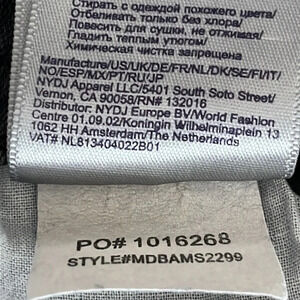 Стирать с одеждой похожего цвета/
Отбеливать только без хлора/
Повесить для сушки, не отжимая/
Гладить теплым утюгом/
Химическая чистка запрещена
Manufacture/US/UK/DE/FR/NL/DK/SE/FI/IT/
NO/ESP/MX/PT/RU/JP
NYDJ Apparel LLC/5401 South Soto Street/
Vernon, CA 90058/RN# 132016
Distributor: NYDJ Europe BV/World Fashion
Centre 01.09.02/Koningin Wilhelminaplein 13
1062 HH Amsterdam/The Netherlands
VAT# NL813404022B01
PO# 1016268
STYLE#MDBAMS2299